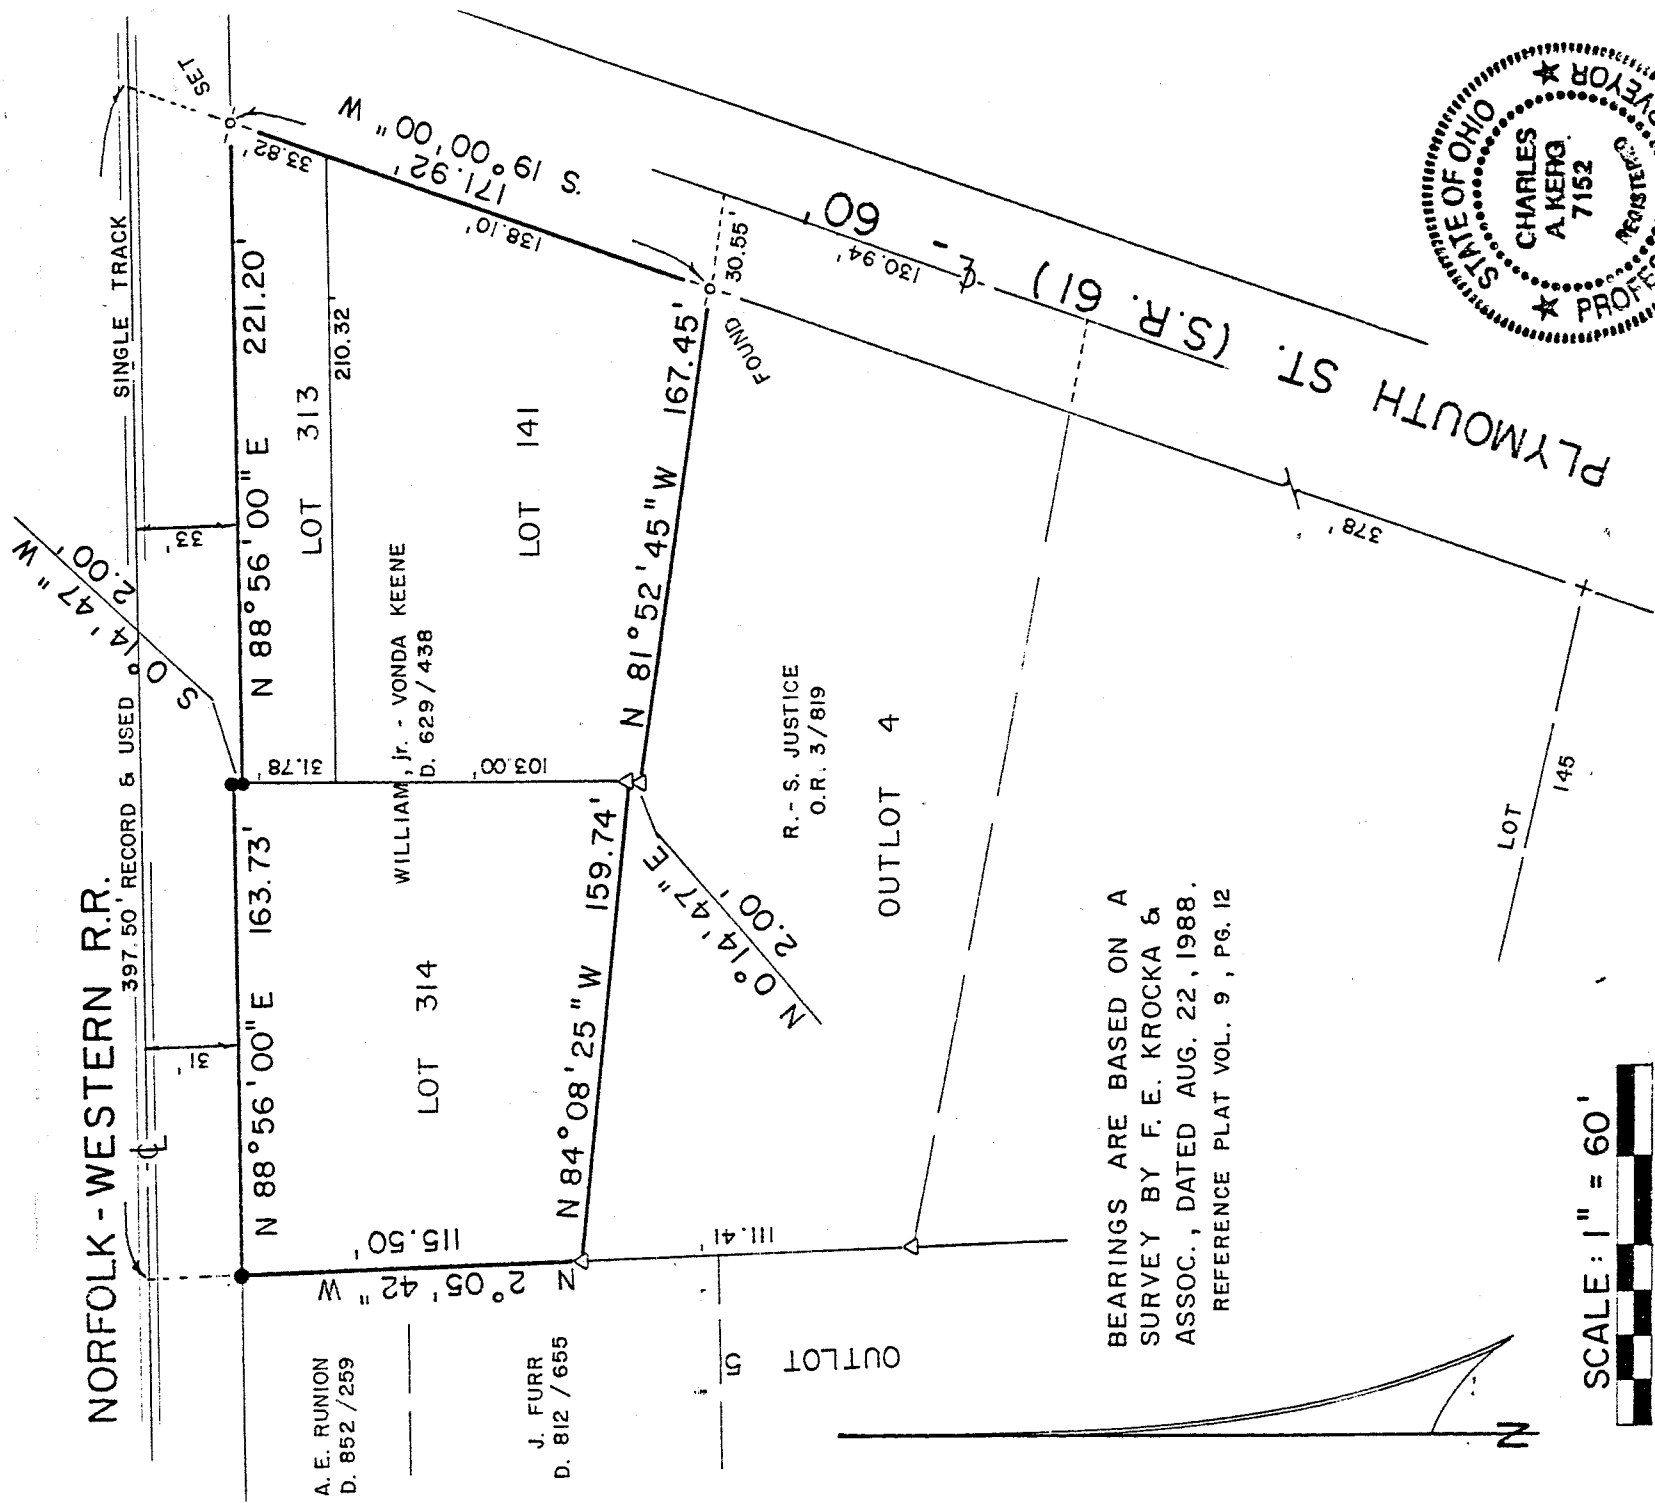 NORFOLK - WESTERN R.R.
397.50' RECORD & USED
SINGLE TRACK
SET
31'
33'
S 0° 14' 47" W
2.00'
N 88° 56' 00" E 163.73'
N 88° 56' 00" E 221.20'
33.82'
171.92'
S 19° 00' 00" W
138.10'
LOT 313
210.32'
31.78'
103.00'
WILLIAM, jr. - VONDA KEENE
D. 629 / 438
LOT 141
LOT 314
N 84° 08' 25" W 159.74'
N 81° 52' 45" W 167.45'
FOUND
30.55'
130.94'
PLYMOUTH ST. (S.R. 61) - 60'
115.50'
N 2° 05' 42" W
111.41'
N 0° 14' 47" E
2.00'
R. - S. JUSTICE
O.R. 3 / 819
OUTLOT 4
378'
LOT 145
A. E. RUNION
D. 852 / 259
J. FURR
D. 812 / 655
OUTLOT 5
BEARINGS ARE BASED ON A
SURVEY BY F. E. KROCKA &
ASSOC., DATED AUG. 22, 1988.
REFERENCE PLAT VOL. 9, PG. 12
N
SCALE: 1" = 60'
STATE OF OHIO
CHARLES
A. KERG
7152
REGISTERED